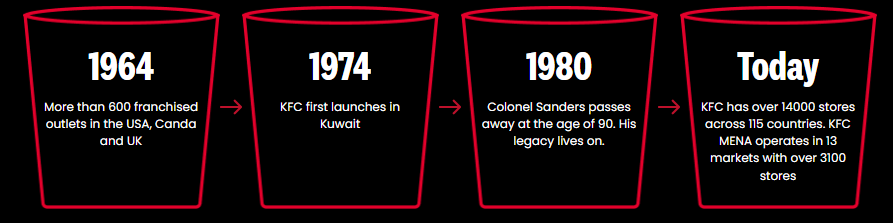 1964
More than 600 franchised
outlets in the USA, Canda
and UK
1974
KFC first launches in
Kuwait
1980
Colonel Sanders passes
away at the age of 90. His
legacy lives on.
Today
KFC has over 14000 stores
across 115 countries. KFC
MENA operates in 13
markets with over 3100
stores